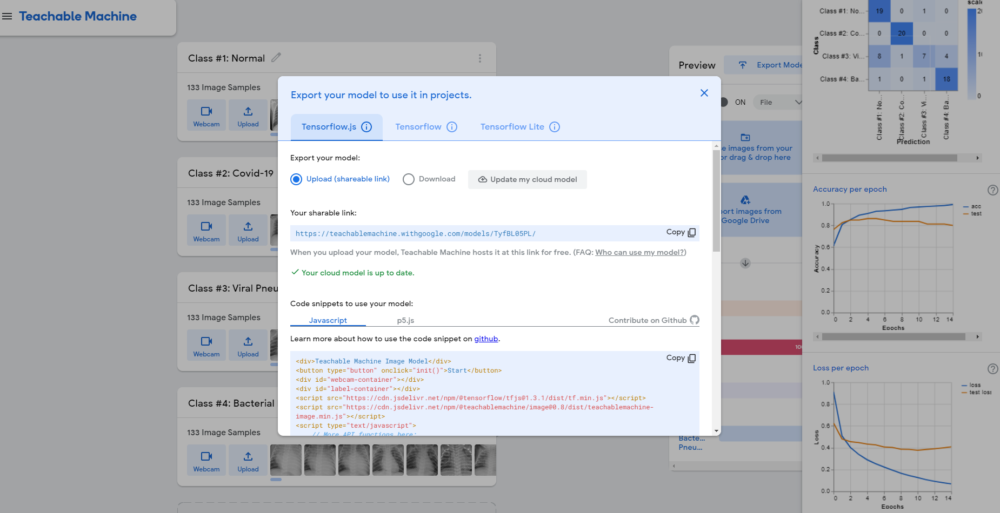 Teachable Machine
Class #1: Normal
133 Image Samples
Webcam
Upload
Class #2: Covid-19
133 Image Samples
Webcam
Upload
Class #3: Viral Pneu
133 Image Samples
Webcam
Upload
Class #4: Bacterial
133 Image Samples
Webcam
Upload
Export your model to use it in projects.
Tensorflow.js
Tensorflow
Tensorflow Lite
Export your model:
Upload (shareable link)
Download
Update my cloud model
Your sharable link:
https://teachablemachine.withgoogle.com/models/TyfBL05PL/
Copy
When you upload your model, Teachable Machine hosts it at this link for free. (FAQ: Who can use my model?)
Your cloud model is up to date.
Code snippets to use your model:
Javascript
p5.js
Contribute on Github
Learn more about how to use the code snippet on github.
Copy
<div>Teachable Machine Image Model</div>
<button type="button" onclick="init()">Start</button>
<div id="webcam-container"></div>
<div id="label-container"></div>
<script src="https://cdn.jsdelivr.net/npm/@tensorflow/tfjs@1.3.1/dist/tf.min.js"></script>
<script src="https://cdn.jsdelivr.net/npm/@teachablemachine/image@0.8/dist/teachablemachine-
image.min.js"></script>
<script type="text/javascript">
// More API functions here:
Preview
Export Mode
ON
File
e images from your
or drag & drop here
port images from
Google Drive
10
Bacte...
Pneu...
Class
Class #1: No... 19 0 1 0
Class #2: Co... 0 20 0 0
Class #3: Vi... 8 1 7 4
Class #4: Ba... 1 0 1 18
Class #1: No...
Class #2: Co...
Class #3: Vi...
Class #4: Ba...
Prediction
scale
0
Accuracy per epoch
1.0
0.8
0.6
0.4
0.2
0.0
Accuracy
0 2 4 6 8 10 12 14
Epochs
acc
test
Loss per epoch
1.0
0.8
0.6
0.4
0.2
0.0
Loss
0 2 4 6 8 10 12 14
Epochs
loss
test loss